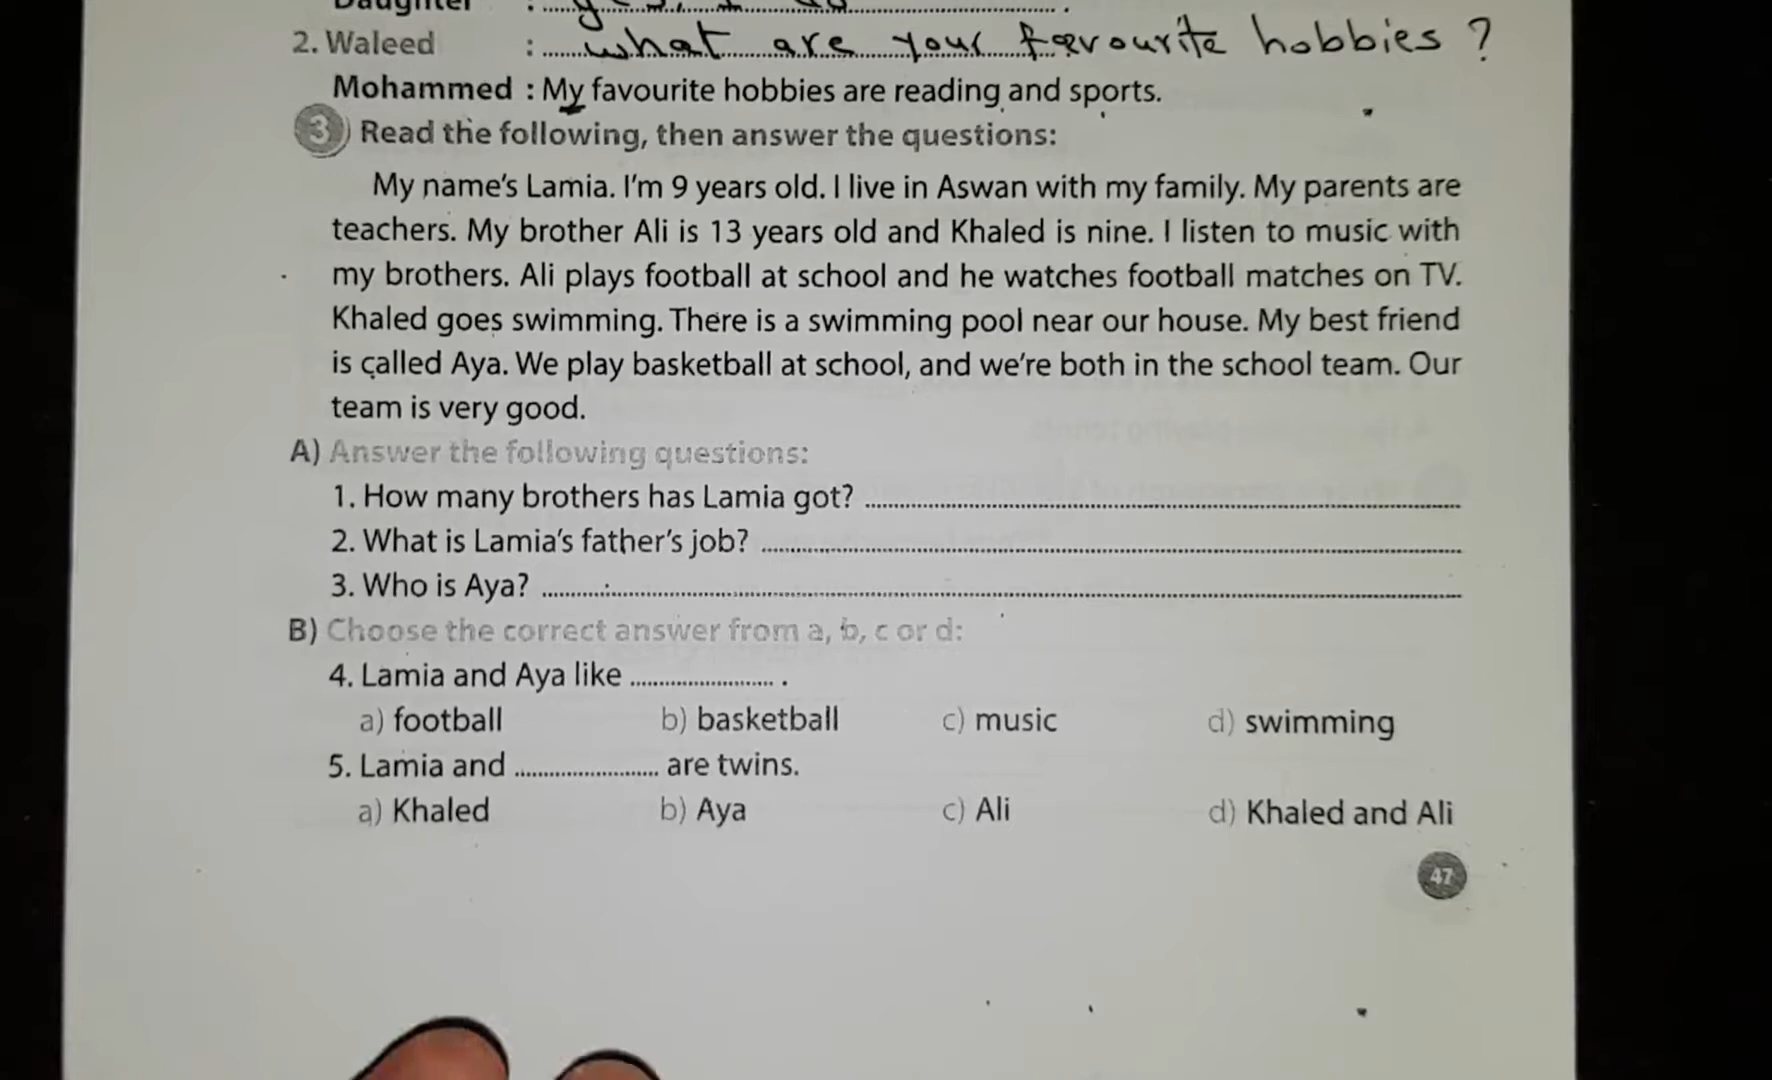 Daughter :
2. Waleed : what are your favourite hobbies ?
Mohammed : My favourite hobbies are reading and sports.
3 Read the following, then answer the questions:
My name's Lamia. I'm 9 years old. I live in Aswan with my family. My parents are
teachers. My brother Ali is 13 years old and Khaled is nine. I listen to music with
my brothers. Ali plays football at school and he watches football matches on TV.
Khaled goes swimming. There is a swimming pool near our house. My best friend
is called Aya. We play basketball at school, and we're both in the school team. Our
team is very good.
A) Answer the following questions:
1. How many brothers has Lamia got? ........................
2. What is Lamia's father's job? ........................
3. Who is Aya? ........................
B) Choose the correct answer from a, b, c or d:
4. Lamia and Aya like ........................ .
a) football b) basketball c) music d) swimming
5. Lamia and ........................ are twins.
a) Khaled b) Aya c) Ali d) Khaled and Ali
47